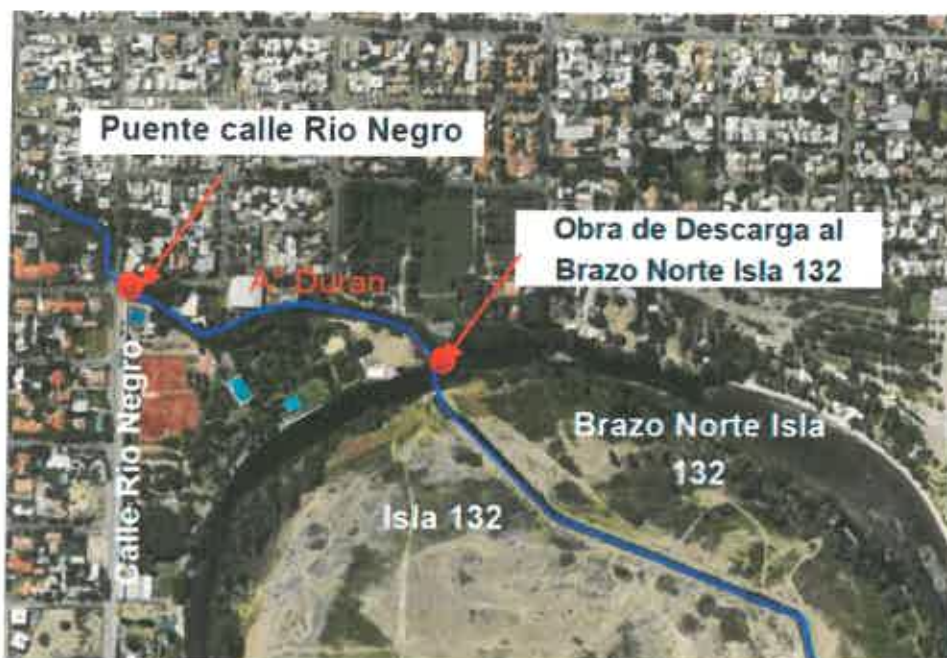 Puente calle Rio Negro
Obra de Descarga al
Brazo Norte Isla 132
A° Duran
Calle Rio Negro
Brazo Norte Isla
132
Isla 132